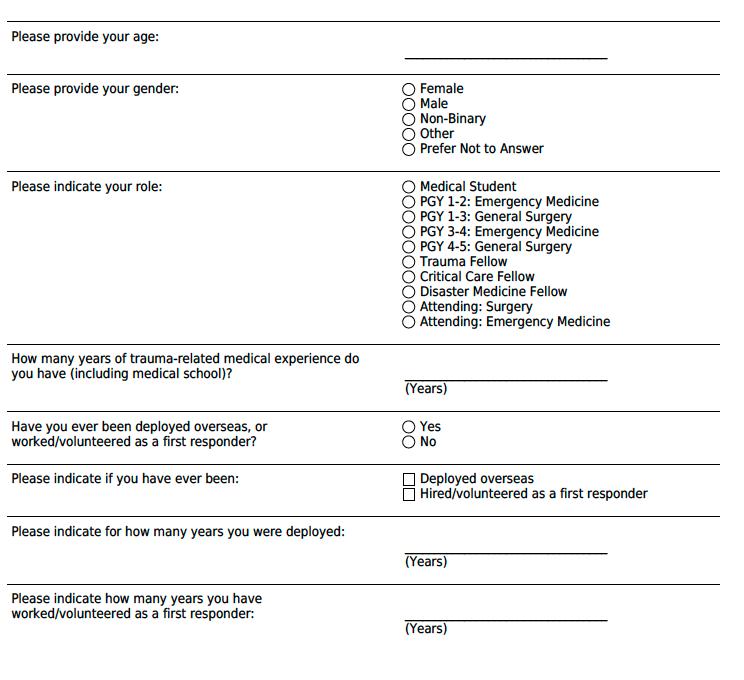 Please provide your age:
Please provide your gender:
Female
Male
Non-Binary
Other
Prefer Not to Answer
Please indicate your role:
Medical Student
PGY 1-2: Emergency Medicine
PGY 1-3: General Surgery
PGY 3-4: Emergency Medicine
PGY 4-5: General Surgery
Trauma Fellow
Critical Care Fellow
Disaster Medicine Fellow
Attending: Surgery
Attending: Emergency Medicine
How many years of trauma-related medical experience do
you have (including medical school)?
(Years)
Have you ever been deployed overseas, or
worked/volunteered as a first responder?
Yes
No
Please indicate if you have ever been:
Deployed overseas
Hired/volunteered as a first responder
Please indicate for how many years you were deployed:
(Years)
Please indicate how many years you have
worked/volunteered as a first responder:
(Years)